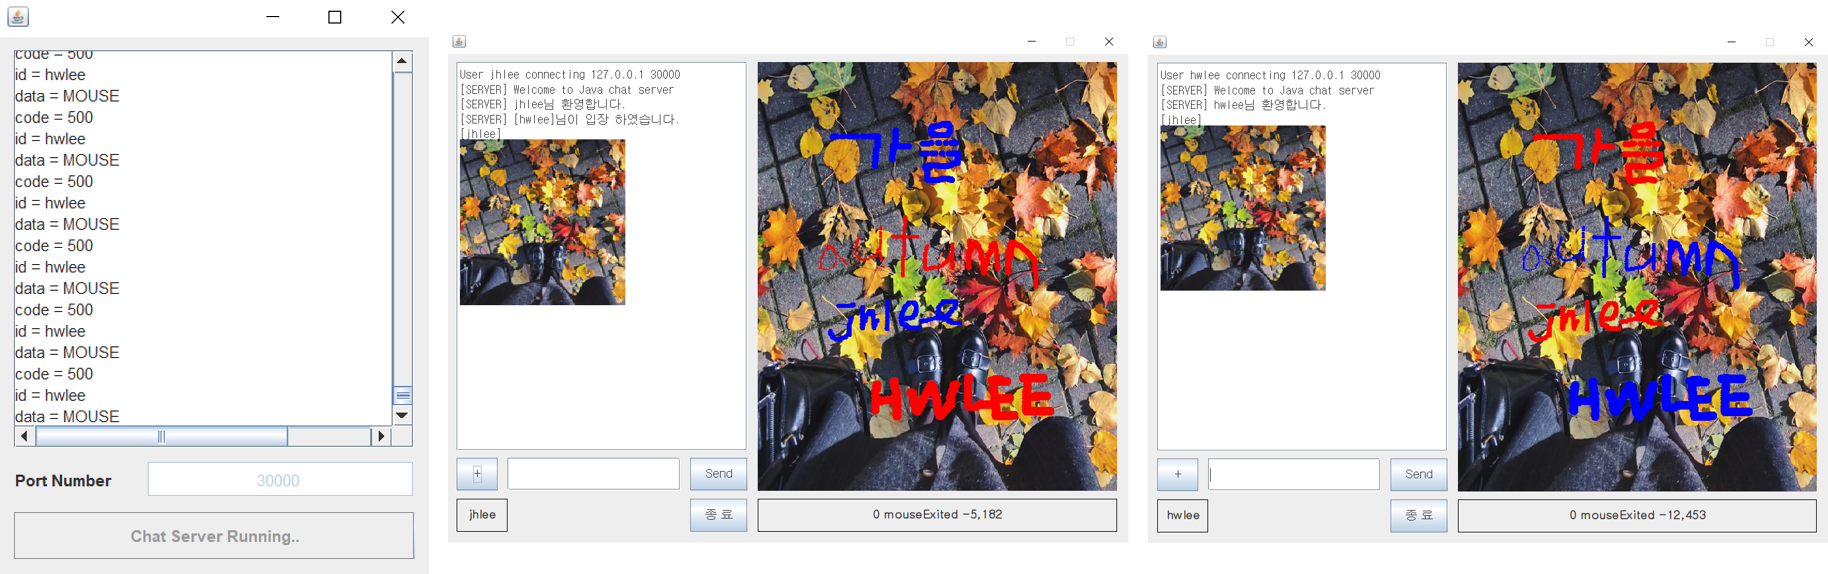 code = 500
id = hwlee
data = MOUSE
code = 500
id = hwlee
data = MOUSE
code = 500
id = hwlee
data = MOUSE
code = 500
id = hwlee
data = MOUSE
code = 500
id = hwlee
data = MOUSE
code = 500
id = hwlee
data = MOUSE
Port Number 30000
Chat Server Running..
User jhlee connecting 127.0.0.1 30000
[SERVER] Welcome to Java chat server
[SERVER] jhlee님 환영합니다.
[SERVER] [hwlee]님이 입장 하였습니다.
[jhlee]
가을
autumn
jhlee
HWLEE
+ Send
jhlee 종 료 0 mouseExited -5,182
User hwlee connecting 127.0.0.1 30000
[SERVER] Welcome to Java chat server
[SERVER] hwlee님 환영합니다.
[jhlee]
가을
autumn
jhlee
HWLEE
+ Send
hwlee 종 료 0 mouseExited -12,453